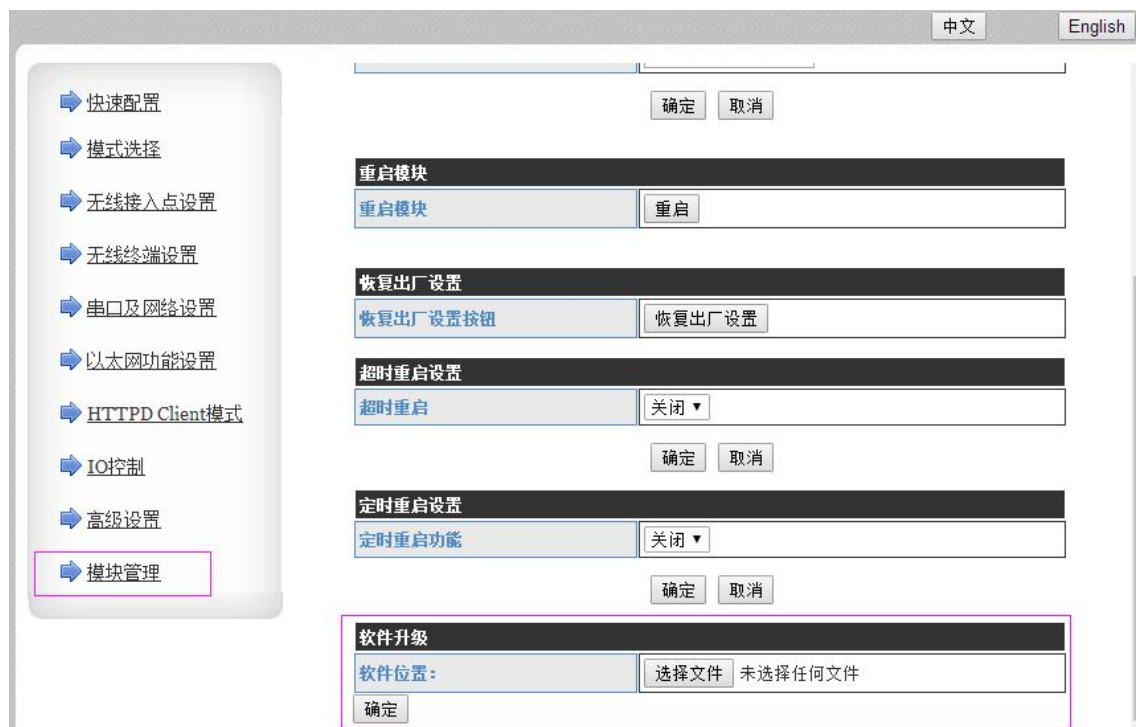 中文 English
快速配置
模式选择
无线接入点设置
无线终端设置
串口及网络设置
以太网功能设置
HTTPD Client模式
IO控制
高级设置
模块管理
确定 取消
重启模块
重启模块 重启
恢复出厂设置
恢复出厂设置按钮 恢复出厂设置
超时重启设置
超时重启 关闭
确定 取消
定时重启设置
定时重启功能 关闭
确定 取消
软件升级
软件位置： 选择文件 未选择任何文件
确定